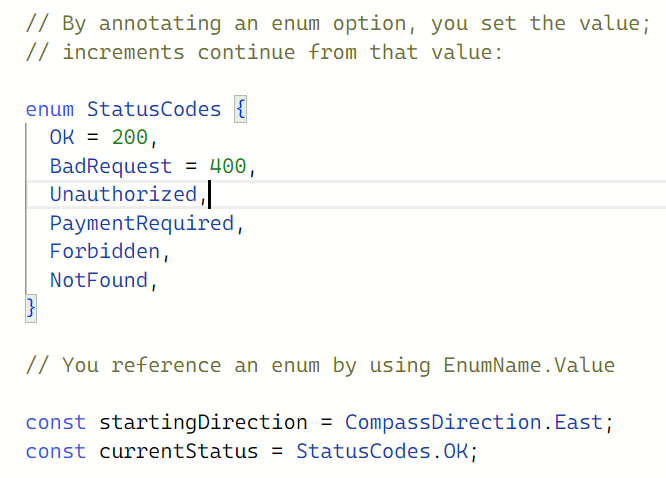 // By annotating an enum option, you set the value;
// increments continue from that value:
enum StatusCodes {
OK = 200,
BadRequest = 400,
Unauthorized,
PaymentRequired,
Forbidden,
NotFound,
}
// You reference an enum by using EnumName.Value
const startingDirection = CompassDirection.East;
const currentStatus = StatusCodes.OK;